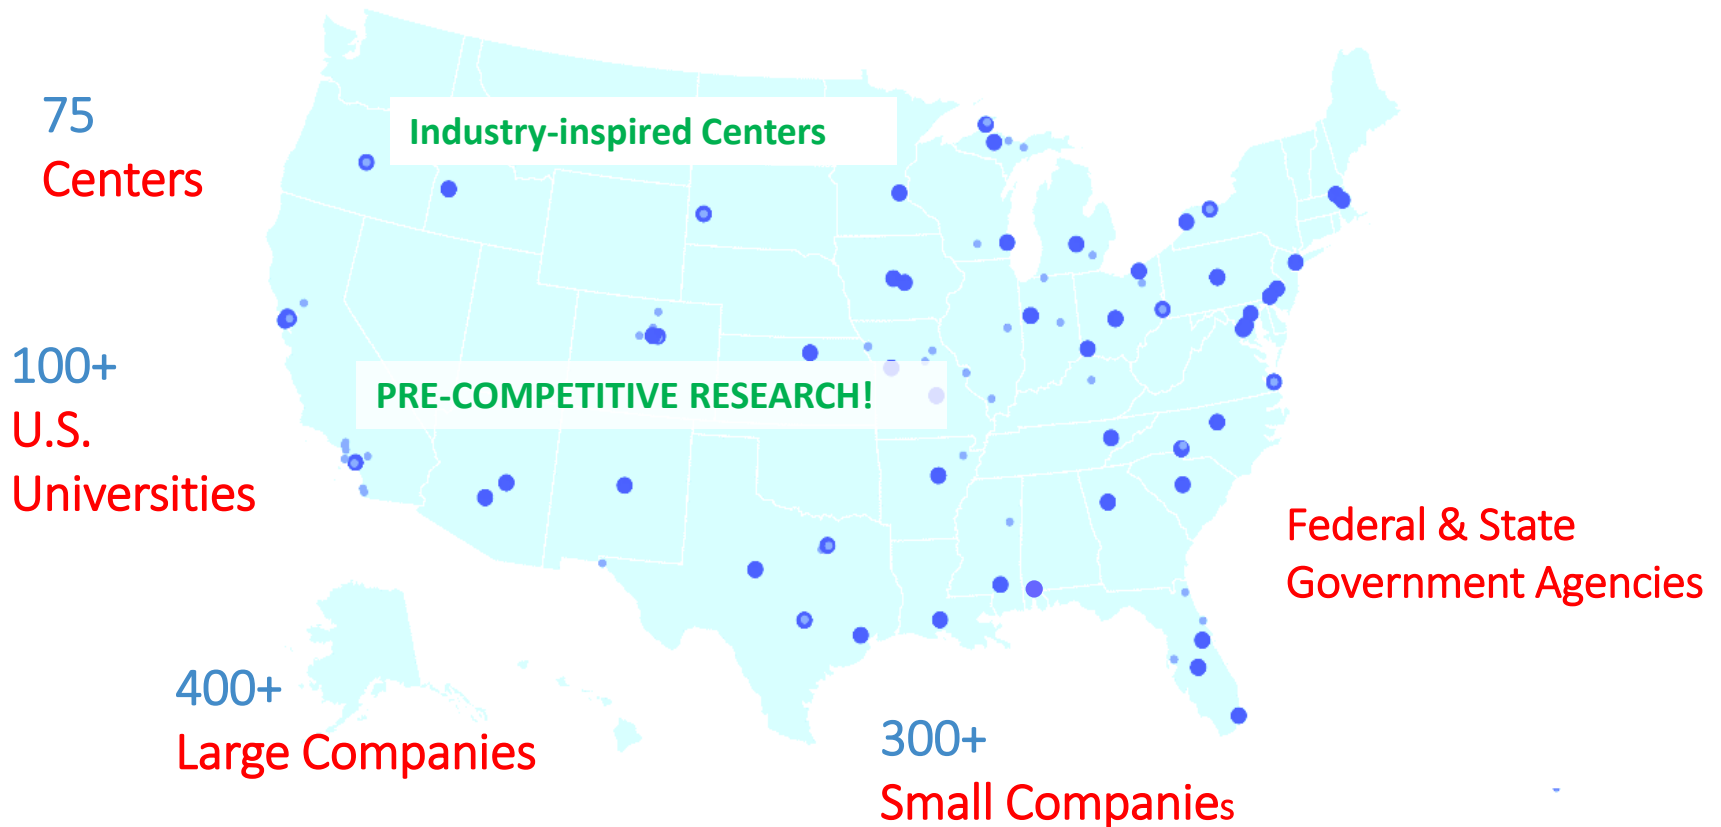 75
Centers
Industry-inspired Centers
100+
U.S.
Universities
PRE-COMPETITIVE RESEARCH!
Federal & State
Government Agencies
400+
Large Companies
300+
Small Companies